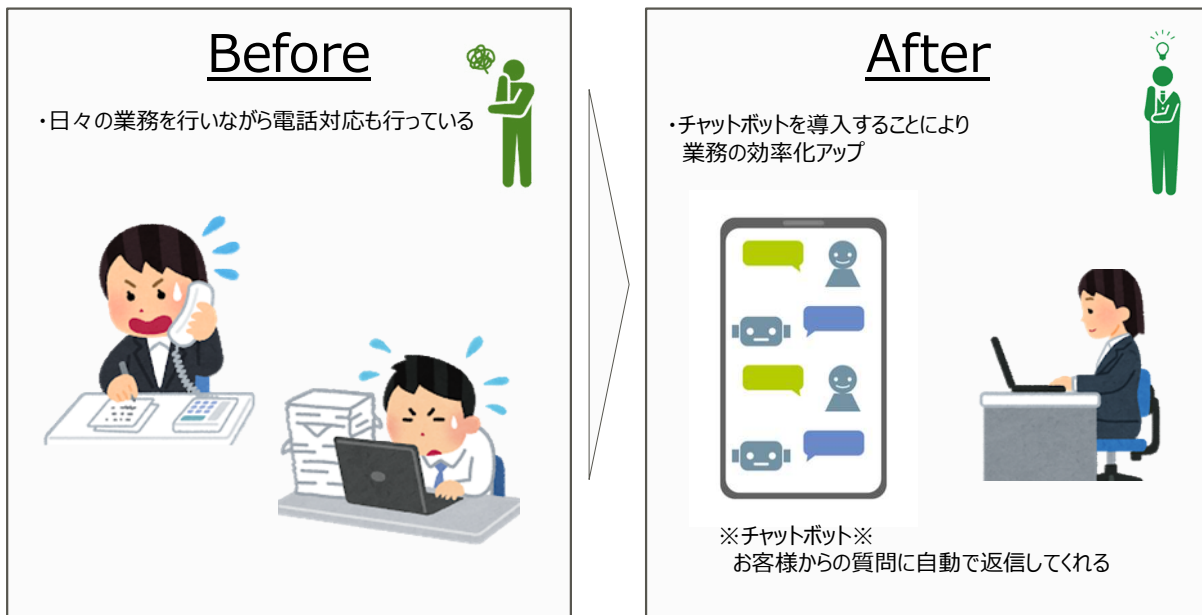 Before
・日々の業務を行いながら電話対応も行っている
After
・チャットボットを導入することにより
業務の効率化アップ
※チャットボット※
お客様からの質問に自動で返信してくれる